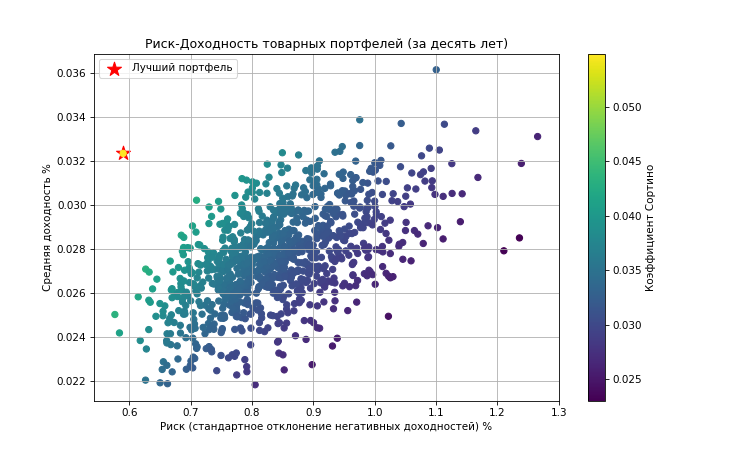 Риск-Доходность товарных портфелей (за десять лет)
Лучший портфель
Средняя доходность %
0.036
0.034
0.032
0.030
0.028
0.026
0.024
0.022
0.6 0.7 0.8 0.9 1.0 1.1 1.2 1.3
Риск (стандартное отклонение негативных доходностей) %
0.050
0.045
0.040
0.035
0.030
0.025
Коэффициент Сортино